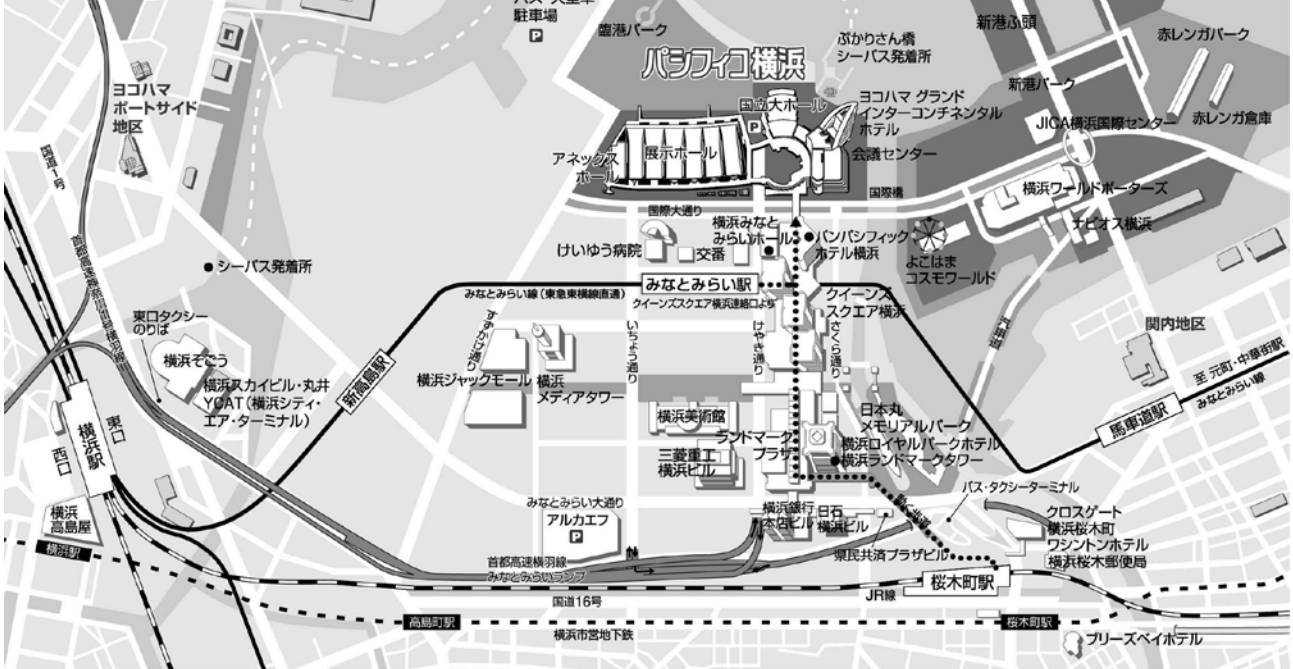 駐車場
P
臨港パーク
ぷかりさん橋
シーバス発着所
新港ふ頭
赤レンガパーク
ヨコハマ
ポートサイド
地区
パシフィコ横浜
国立大ホール
P
ヨコハマ グランド
インターコンチネンタル
ホテル
新港パーク
JICA横浜国際センター
赤レンガ倉庫
国道1号
アネックス
ホール
展示ホール
会議センター
国際橋
横浜ワールドポーターズ
ナビオス横浜
国際大通り
横浜みなと
みらいホール
パンパシフィック
ホテル横浜
けいゆう病院
交番
よこはま
コスモワールド
首都高速神奈川1号横羽線
シーバス発着所
みなとみらい線(東急東横線直通)
みなとみらい駅
クイーンズスクエア横浜連絡口より
クイーンズ
スクエア横浜
汽車道
関内地区
東口タクシー
のりば
横浜そごう
横浜スカイビル・丸井
YCAT(横浜シティ・
エア・ターミナル)
新高島駅
すずかけ通り
いちょう通り
けやき通り
さくら通り
横浜ジャックモール
横浜
メディアタワー
至 元町・中華街駅
みなとみらい線
馬車道駅
横浜美術館
日本丸
メモリアルパーク
ランドマーク
プラザ
横浜ロイヤルパークホテル
横浜ランドマークタワー
三菱重工
横浜ビル
東口
横浜駅
西口
横浜
高島屋
横浜駅
みなとみらい大通り
アルカエフ
P
横浜銀行
本店ビル
日石
横浜ビル
動く歩道
バス・タクシーターミナル
クロスゲート
横浜桜木町
ワシントンホテル
横浜桜木郵便局
県民共済プラザビル
首都高速横羽線
みなとみらいランプ
桜木町駅
JR線
国道16号
高島町駅
横浜市営地下鉄
桜木町駅
ブリーズベイホテル